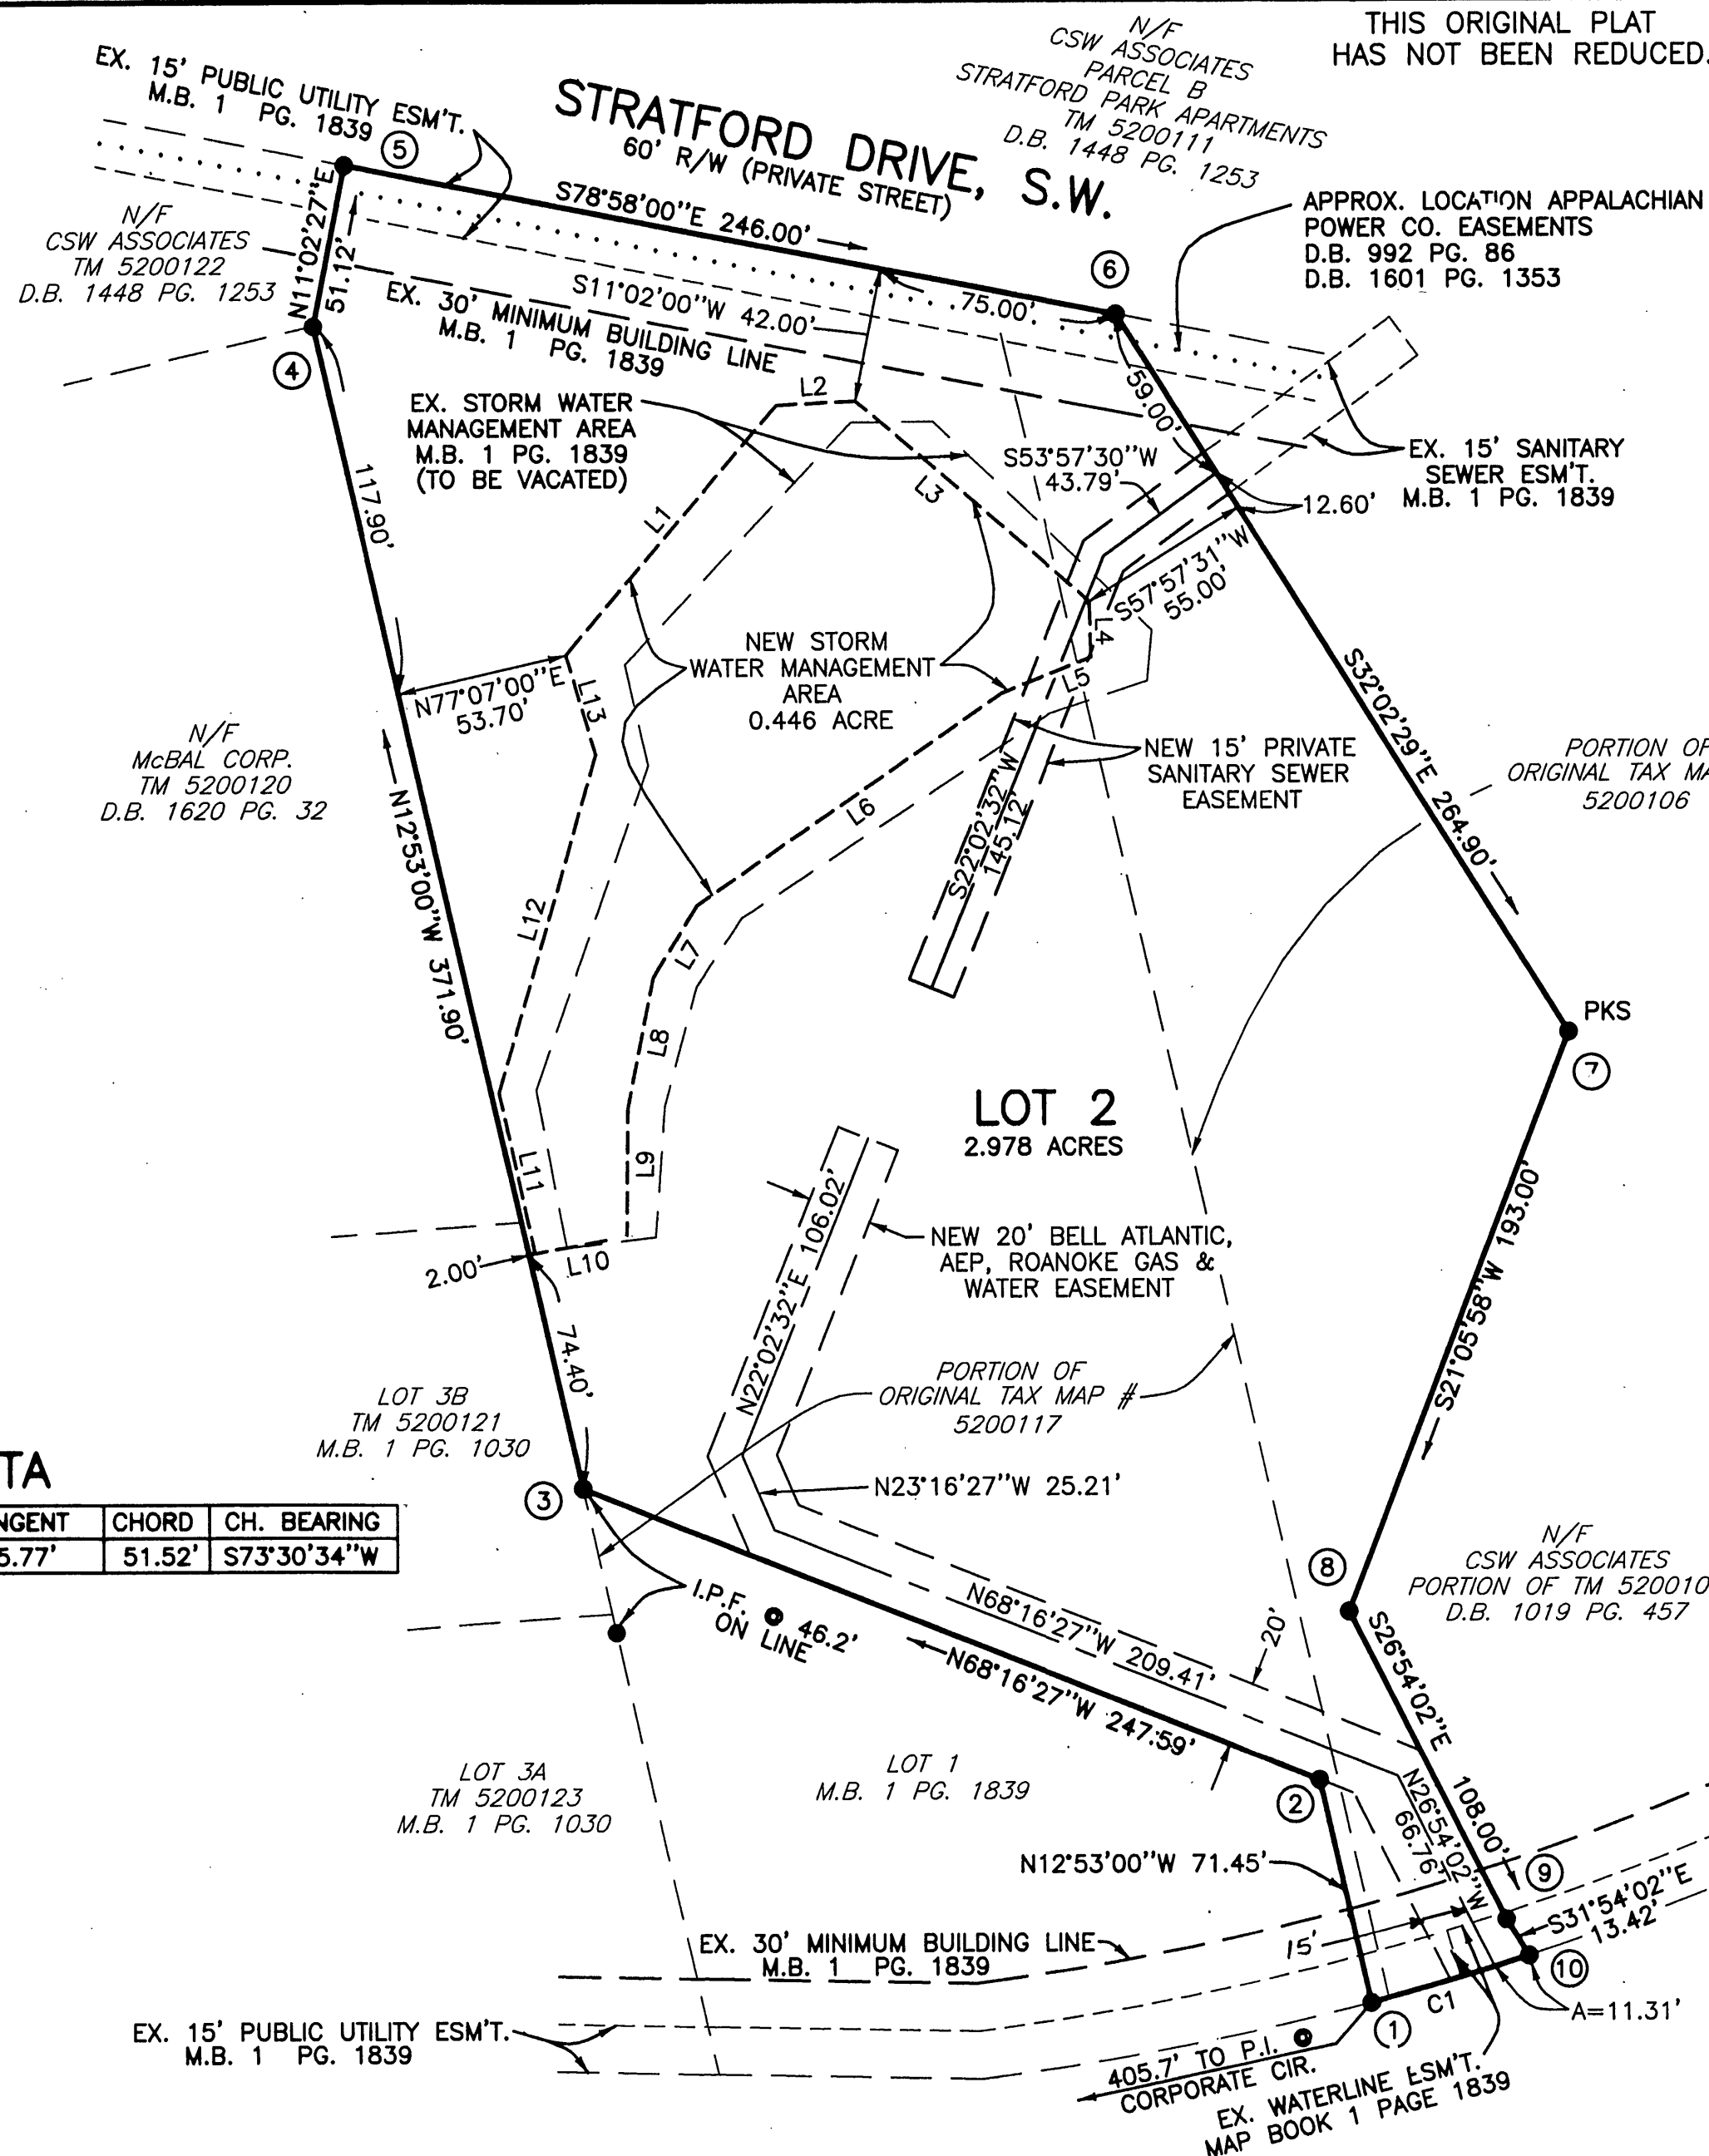 THIS ORIGINAL PLAT
HAS NOT BEEN REDUCED.
N/F
CSW ASSOCIATES
PARCEL B
STRATFORD PARK APARTMENTS
TM 5200111
D.B. 1448 PG. 1253
EX. 15' PUBLIC UTILITY ESM'T.
M.B. 1 PG. 1839
STRATFORD DRIVE, S.W.
60' R/W (PRIVATE STREET)
5
S78°58'00"E 246.00'
APPROX. LOCATION APPALACHIAN
POWER CO. EASEMENTS
D.B. 992 PG. 86
D.B. 1601 PG. 1353
N/F
CSW ASSOCIATES
TM 5200122
D.B. 1448 PG. 1253
N11°02'27"E
51.12'
6
S11°02'00"W 42.00'
75.00'
EX. 30' MINIMUM BUILDING LINE
M.B. 1 PG. 1839
4
59.00'
L2
EX. STORM WATER
MANAGEMENT AREA
M.B. 1 PG. 1839
(TO BE VACATED)
S53°57'30"W
43.79'
EX. 15' SANITARY
SEWER ESM'T.
M.B. 1 PG. 1839
L3
12.60'
L1
117.90'
S57°57'31"W
55.00'
L4
NEW STORM
WATER MANAGEMENT
AREA
0.446 ACRE
L5
N77°07'00"E
53.70'
L13
S32°02'29"E 264.90'
N/F
McBAL CORP.
TM 5200120
D.B. 1620 PG. 32
NEW 15' PRIVATE
SANITARY SEWER
EASEMENT
PORTION OF
ORIGINAL TAX MA
5200106
L6
S22°02'32"W
145.12'
N12°53'00"W 371.90'
L12
L7
PKS
7
L8
LOT 2
2.978 ACRES
L9
L11
N22°02'32"E 106.02'
S21°05'58"W 193.00'
NEW 20' BELL ATLANTIC,
AEP, ROANOKE GAS &
WATER EASEMENT
2.00'
L10
74.40'
PORTION OF
ORIGINAL TAX MAP #
5200117
LOT 3B
TM 5200121
M.B. 1 PG. 1030
TA
NGENT CHORD CH. BEARING
5.77' 51.52' S73°30'34"W
3
N23°16'27"W 25.21'
N/F
CSW ASSOCIATES
PORTION OF TM 520010
D.B. 1019 PG. 457
8
I.P.F. @ 46.2'
ON LINE
N68°16'27"W 209.41'
20'
N68°16'27"W 247.59'
S26°54'02"E 108.00'
LOT 3A
TM 5200123
M.B. 1 PG. 1030
LOT 1
M.B. 1 PG. 1839
2
N26°54'02"W
66.76'
N12°53'00"W 71.45'
9
S31°54'02"E
13.42'
EX. 30' MINIMUM BUILDING LINE
M.B. 1 PG. 1839
15'
10
C1
A=11.31'
1
EX. 15' PUBLIC UTILITY ESM'T.
M.B. 1 PG. 1839
405.7' TO P.I. @
CORPORATE CIR.
EX. WATERLINE ESM'T.
MAP BOOK 1 PAGE 1839